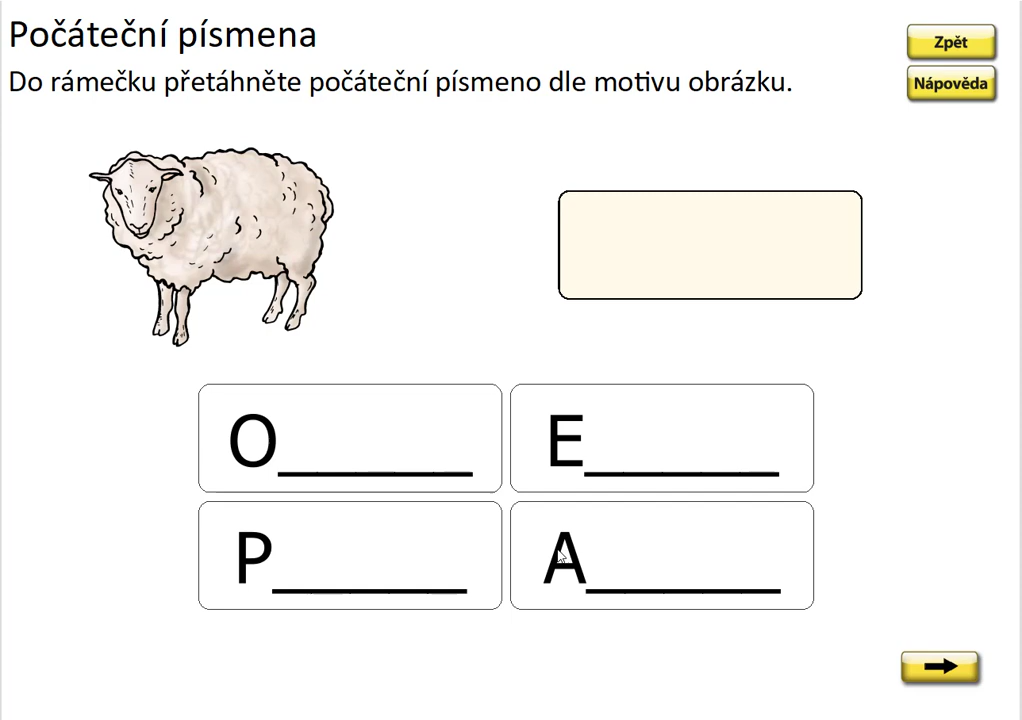 Počáteční písmena
Do rámečku přetáhněte počáteční písmeno dle motivu obrázku.
Zpět
Nápověda
O______
E______
P______
A______